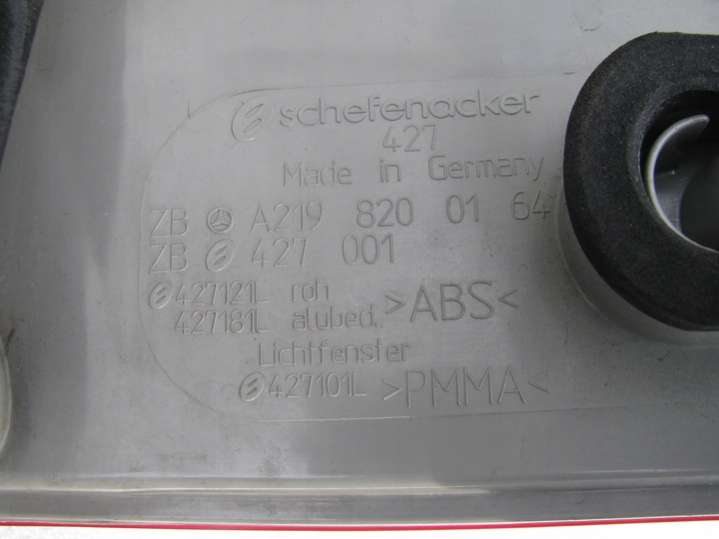 schefenacker
427
Made in Germany
ZB A219 820 01 64
ZB 427 001
427121L roh
427181L alubed. >ABS<
Lichtfenster
427101L >PMMA<